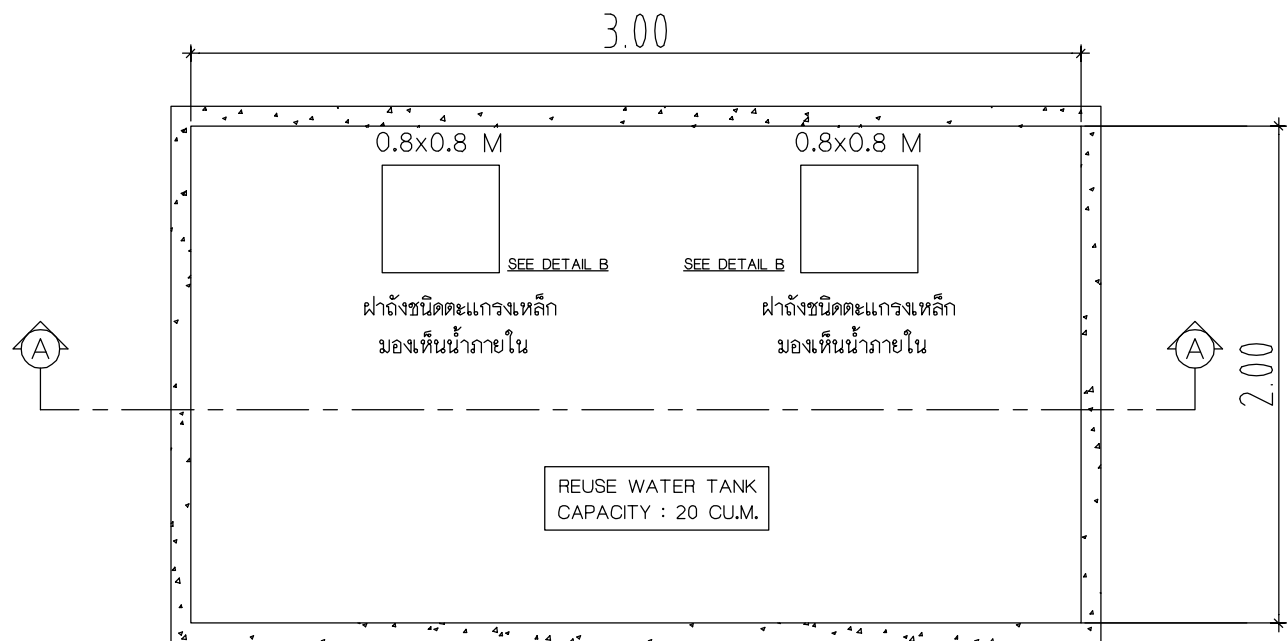 3.00
0.8x0.8 M
0.8x0.8 M
SEE DETAIL B
SEE DETAIL B
ฝาถังชนิดตะแกรงเหล็ก
มองเห็นน้ำภายใน
ฝาถังชนิดตะแกรงเหล็ก
มองเห็นน้ำภายใน
A
A
2.00
REUSE WATER TANK
CAPACITY : 20 CU.M.